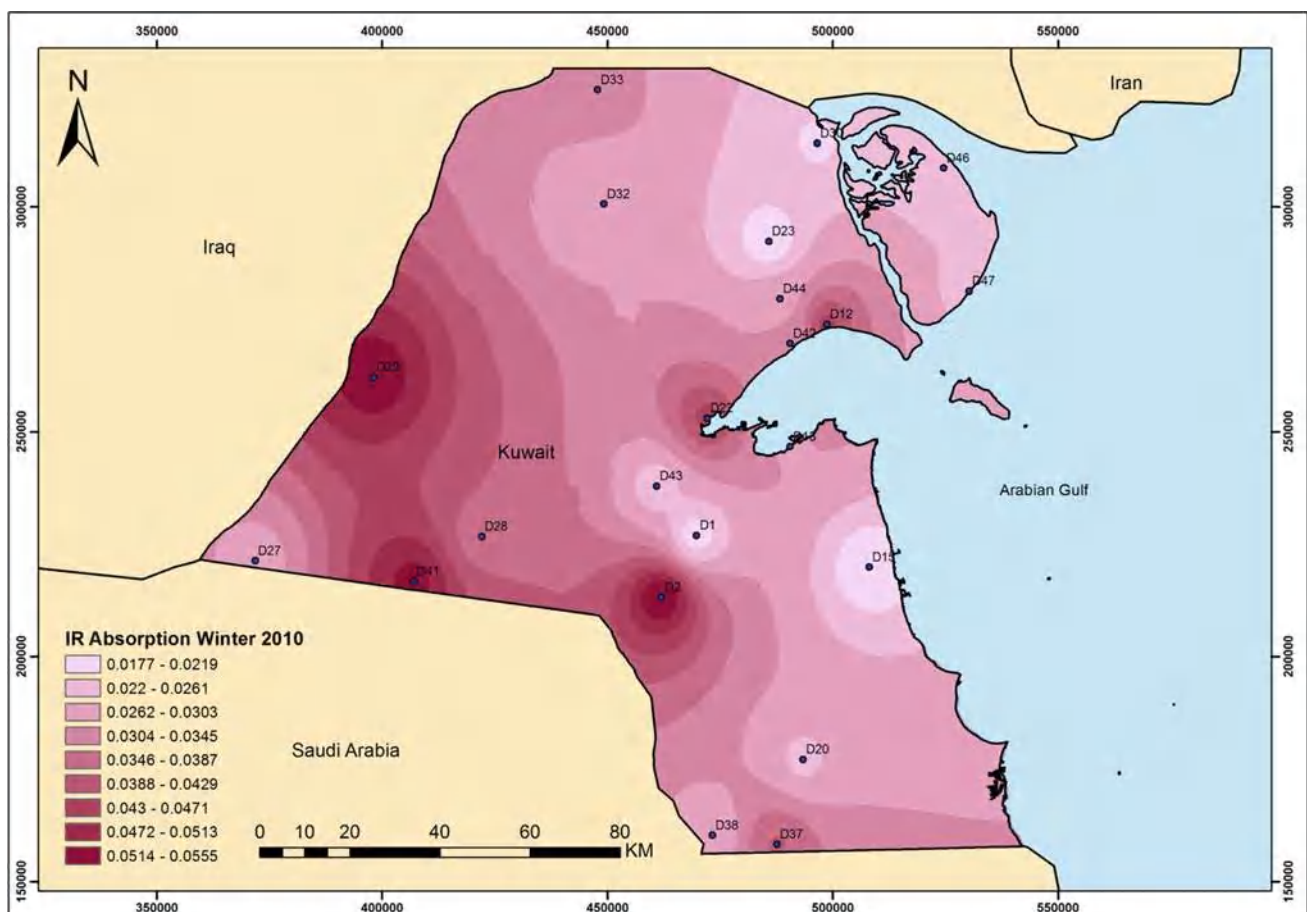 350000 400000 450000 500000 550000
N
Iran
D33
D30
D46
300000
D32
300000
Iraq
D23
D47
D44
D12
D42
D22
250000
Kuwait
250000
D43
Arabian Gulf
D1
D28
D15
D27
D41
D2
IR Absorption Winter 2010
0.0177 - 0.0219
0.022 - 0.0261
0.0262 - 0.0303
0.0304 - 0.0345
0.0346 - 0.0387
0.0388 - 0.0429
0.043 - 0.0471
0.0472 - 0.0513
0.0514 - 0.0555
200000
200000
Saudi Arabia
D20
0 10 20 40 60 80
KM
D38
D37
150000
150000
350000 400000 450000 500000 550000